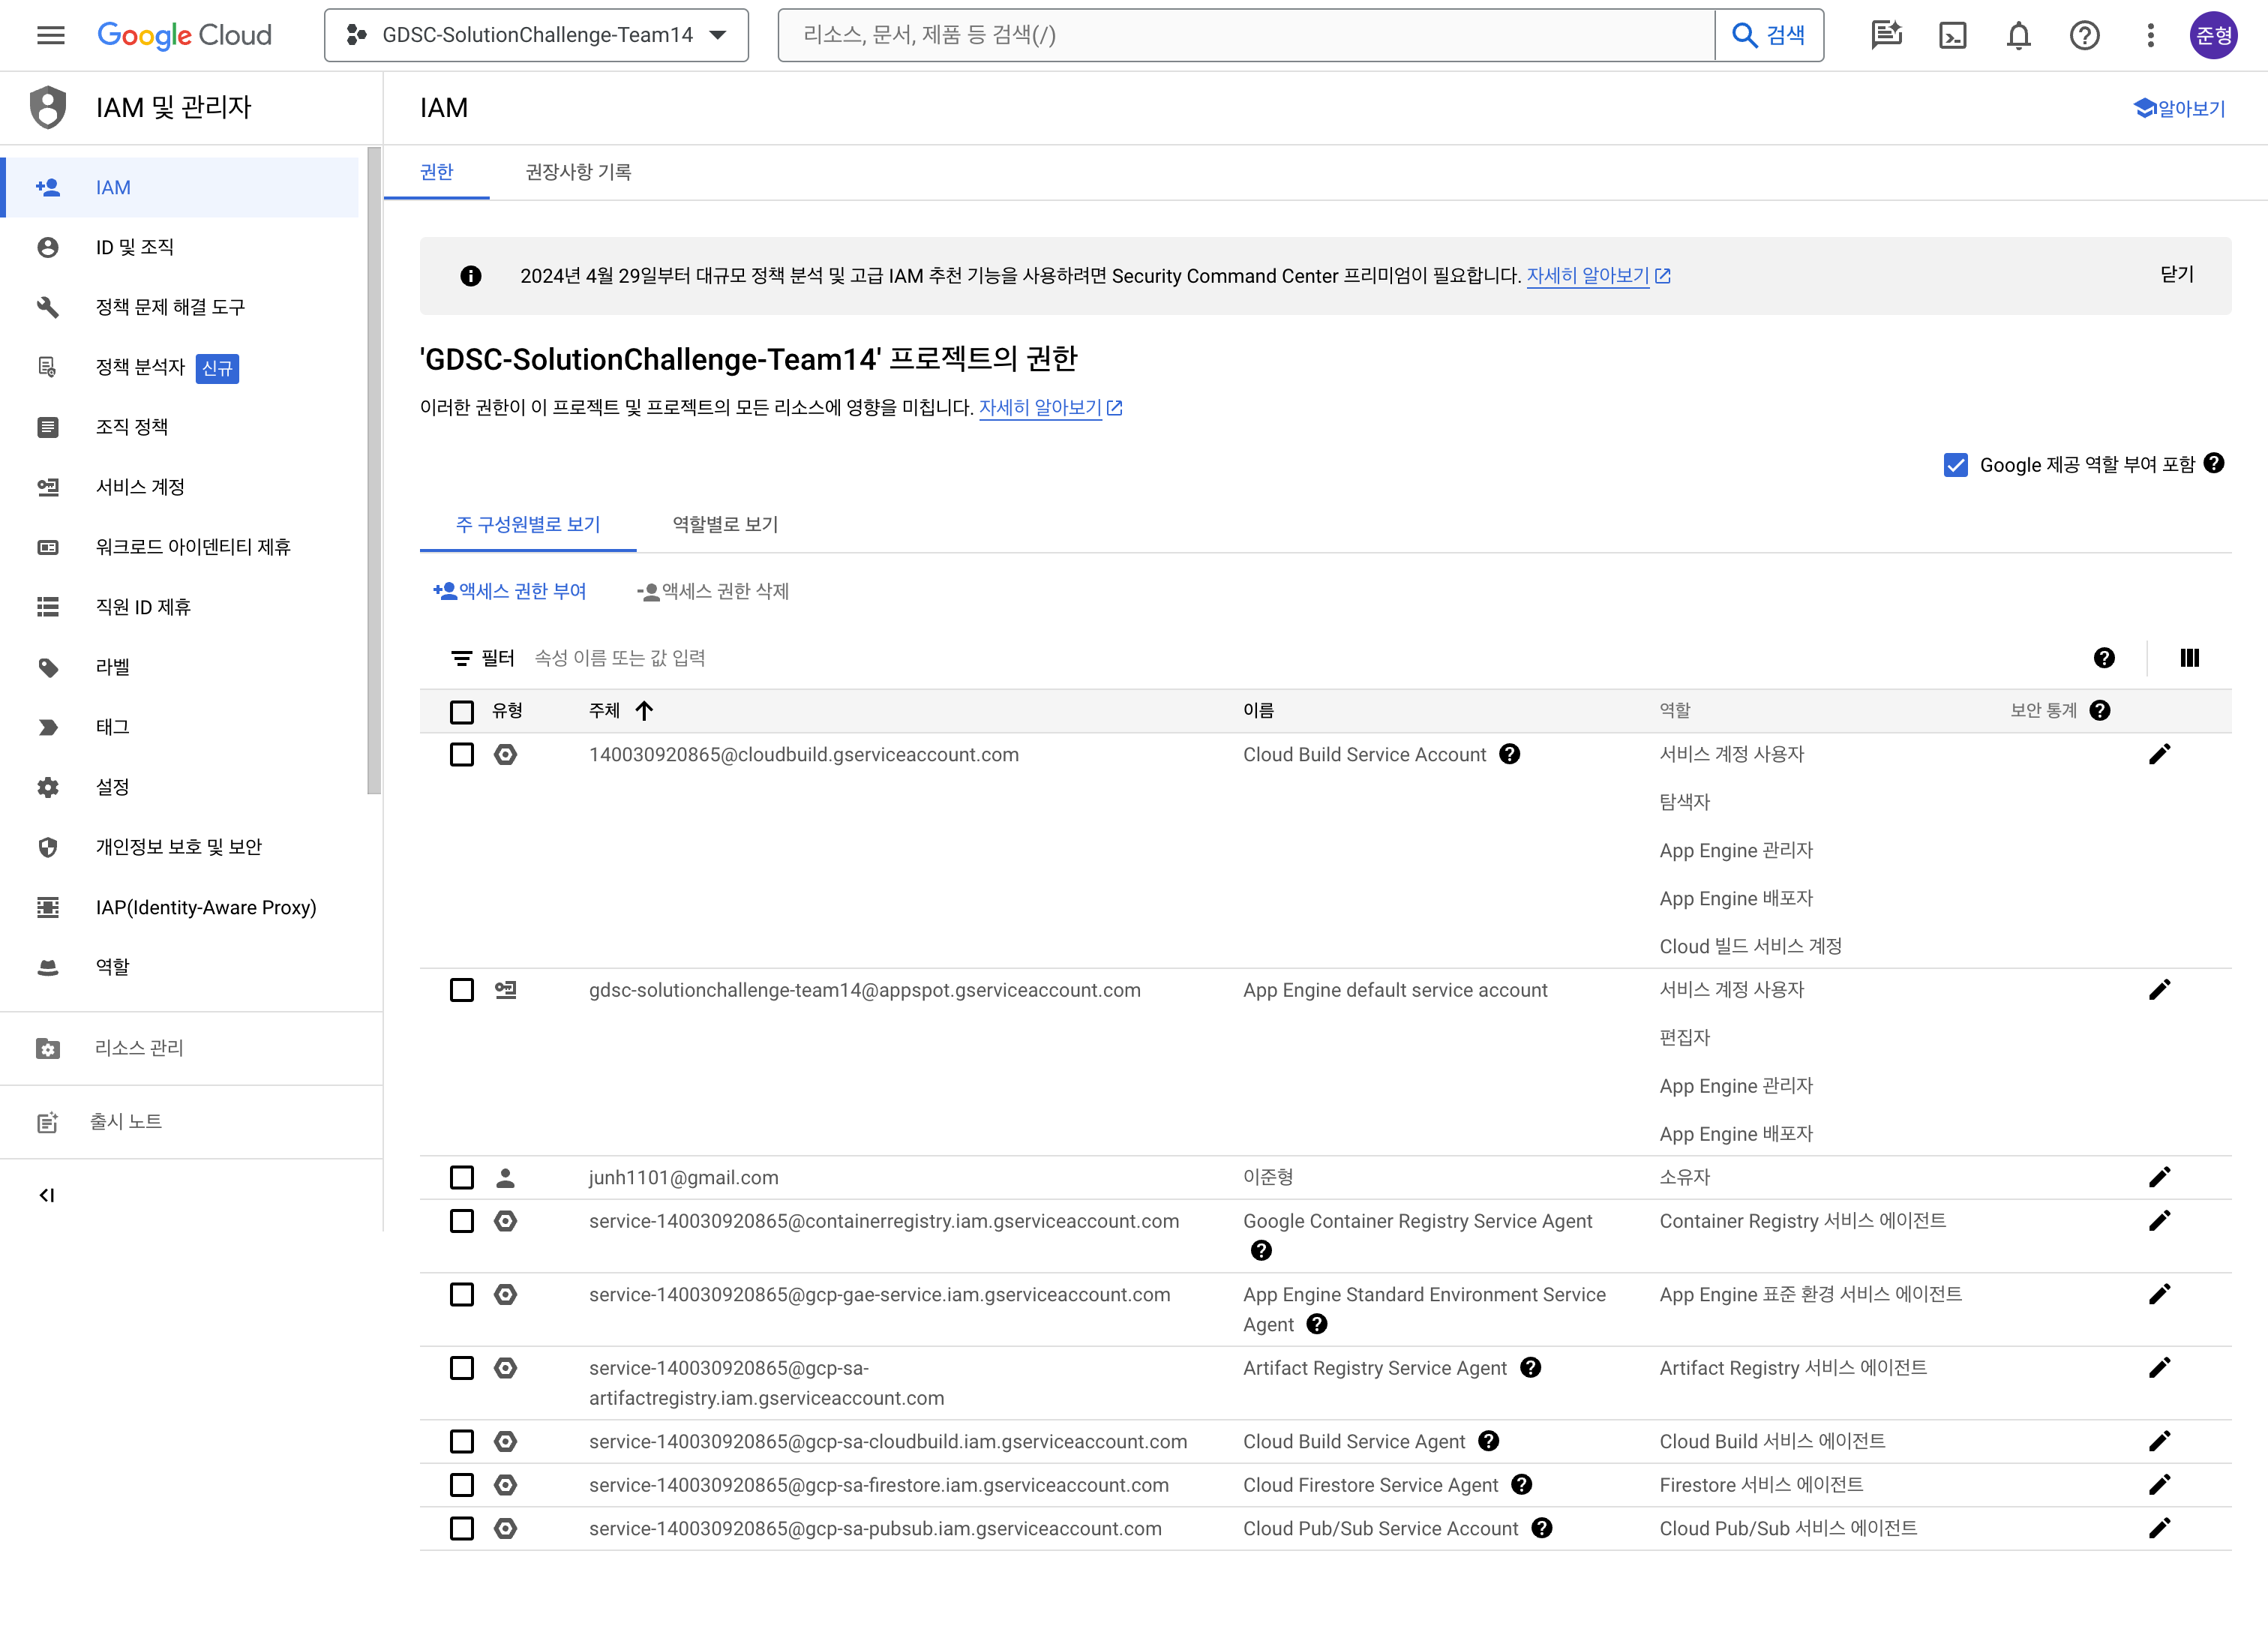 Google Cloud
GDSC-SolutionChallenge-Team14
리소스, 문서, 제품 등 검색(/)
검색
준형
IAM 및 관리자
IAM
알아보기
IAM
ID 및 조직
정책 문제 해결 도구
정책 분석자 신규
조직 정책
서비스 계정
워크로드 아이덴티티 제휴
직원 ID 제휴
라벨
태그
설정
개인정보 보호 및 보안
IAP(Identity-Aware Proxy)
역할
리소스 관리
출시 노트
권한
권장사항 기록
2024년 4월 29일부터 대규모 정책 분석 및 고급 IAM 추천 기능을 사용하려면 Security Command Center 프리미엄이 필요합니다. 자세히 알아보기
닫기
'GDSC-SolutionChallenge-Team14' 프로젝트의 권한
이러한 권한이 이 프로젝트 및 프로젝트의 모든 리소스에 영향을 미칩니다. 자세히 알아보기
Google 제공 역할 부여 포함
주 구성원별로 보기
역할별로 보기
액세스 권한 부여
액세스 권한 삭제
필터 속성 이름 또는 값 입력
유형 주체 이름 역할 보안 통계
140030920865@cloudbuild.gserviceaccount.com Cloud Build Service Account 서비스 계정 사용자
탐색자
App Engine 관리자
App Engine 배포자
Cloud 빌드 서비스 계정
gdsc-solutionchallenge-team14@appspot.gserviceaccount.com App Engine default service account 서비스 계정 사용자
편집자
App Engine 관리자
App Engine 배포자
junh1101@gmail.com 이준형 소유자
service-140030920865@containerregistry.iam.gserviceaccount.com Google Container Registry Service Agent Container Registry 서비스 에이전트
service-140030920865@gcp-gae-service.iam.gserviceaccount.com App Engine Standard Environment Service App Engine 표준 환경 서비스 에이전트
Agent
service-140030920865@gcp-sa- Artifact Registry Service Agent Artifact Registry 서비스 에이전트
artifactregistry.iam.gserviceaccount.com
service-140030920865@gcp-sa-cloudbuild.iam.gserviceaccount.com Cloud Build Service Agent Cloud Build 서비스 에이전트
service-140030920865@gcp-sa-firestore.iam.gserviceaccount.com Cloud Firestore Service Agent Firestore 서비스 에이전트
service-140030920865@gcp-sa-pubsub.iam.gserviceaccount.com Cloud Pub/Sub Service Account Cloud Pub/Sub 서비스 에이전트